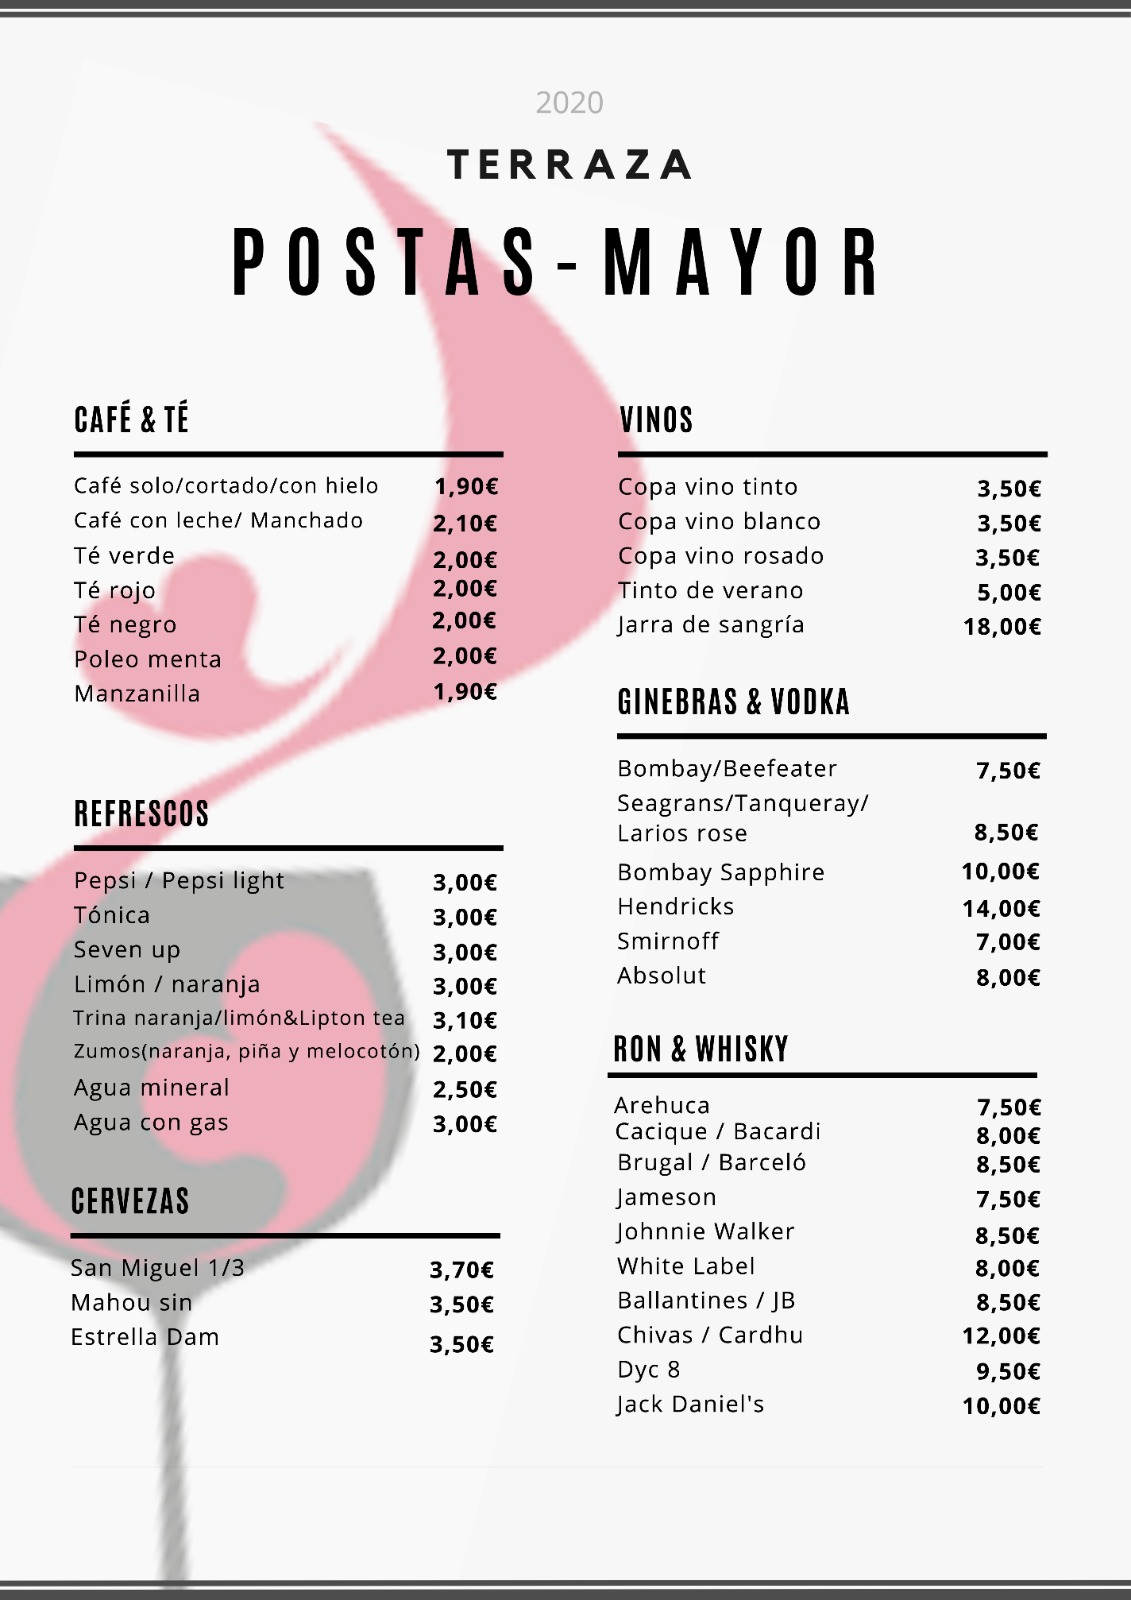 2020
TERRAZA
POSTAS-MAYOR
CAFÉ & TÉ
Café solo/cortado/con hielo 1,90€
Café con leche/ Manchado 2,10€
Té verde 2,00€
Té rojo 2,00€
Té negro 2,00€
Poleo menta 2,00€
Manzanilla 1,90€
REFRESCOS
Pepsi / Pepsi light 3,00€
Tónica 3,00€
Seven up 3,00€
Limón / naranja 3,00€
Trina naranja/limón&Lipton tea 3,10€
Zumos(naranja, piña y melocotón) 2,00€
Agua mineral 2,50€
Agua con gas 3,00€
CERVEZAS
San Miguel 1/3 3,70€
Mahou sin 3,50€
Estrella Dam 3,50€
VINOS
Copa vino tinto 3,50€
Copa vino blanco 3,50€
Copa vino rosado 3,50€
Tinto de verano 5,00€
Jarra de sangría 18,00€
GINEBRAS & VODKA
Bombay/Beefeater 7,50€
Seagrans/Tanqueray/
Larios rose 8,50€
Bombay Sapphire 10,00€
Hendricks 14,00€
Smirnoff 7,00€
Absolut 8,00€
RON & WHISKY
Arehuca 7,50€
Cacique / Bacardi 8,00€
Brugal / Barceló 8,50€
Jameson 7,50€
Johnnie Walker 8,50€
White Label 8,00€
Ballantines / JB 8,50€
Chivas / Cardhu 12,00€
Dyc 8 9,50€
Jack Daniel's 10,00€